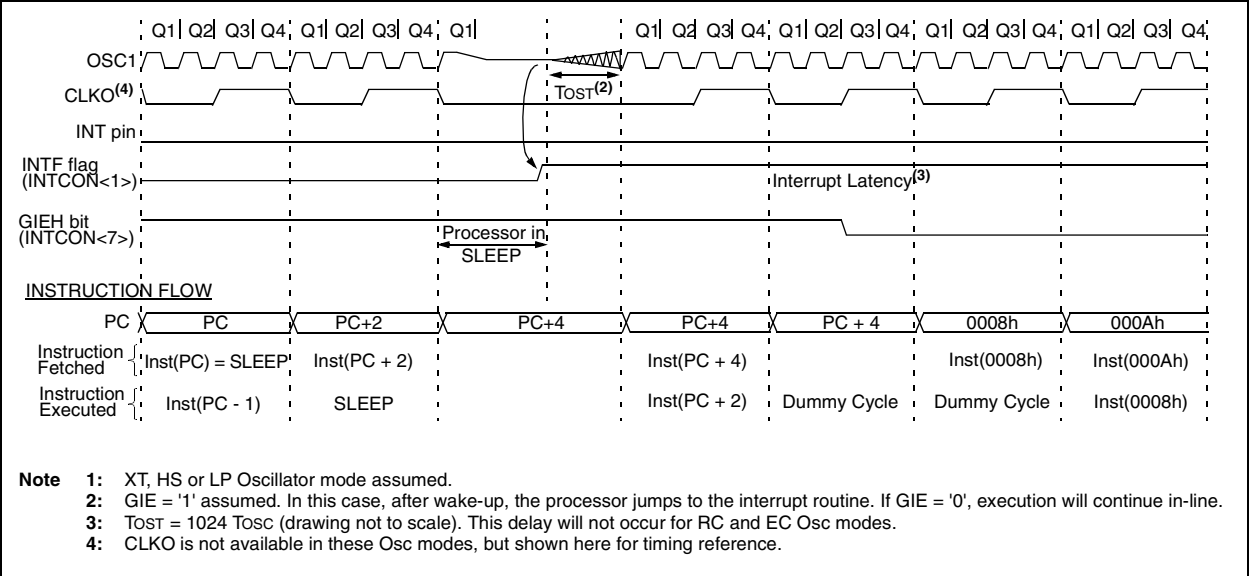 Q1 Q2 Q3 Q4 Q1 Q2 Q3 Q4 Q1 Q1 Q2 Q3 Q4 Q1 Q2 Q3 Q4 Q1 Q2 Q3 Q4 Q1 Q2 Q3 Q4
OSC1
CLKO(4)
TOST(2)
INT pin
INTF flag
(INTCON<1>)
Interrupt Latency(3)
GIEH bit
(INTCON<7>)
Processor in
SLEEP
INSTRUCTION FLOW
PC PC PC+2 PC+4 PC+4 PC + 4 0008h 000Ah
Instruction
Fetched
Inst(PC) = SLEEP Inst(PC + 2) Inst(PC + 4) Inst(0008h) Inst(000Ah)
Instruction
Executed
Inst(PC - 1) SLEEP Inst(PC + 2) Dummy Cycle Dummy Cycle Inst(0008h)
Note 1: XT, HS or LP Oscillator mode assumed.
2: GIE = '1' assumed. In this case, after wake-up, the processor jumps to the interrupt routine. If GIE = '0', execution will continue in-line.
3: TOST = 1024 TOSC (drawing not to scale). This delay will not occur for RC and EC Osc modes.
4: CLKO is not available in these Osc modes, but shown here for timing reference.